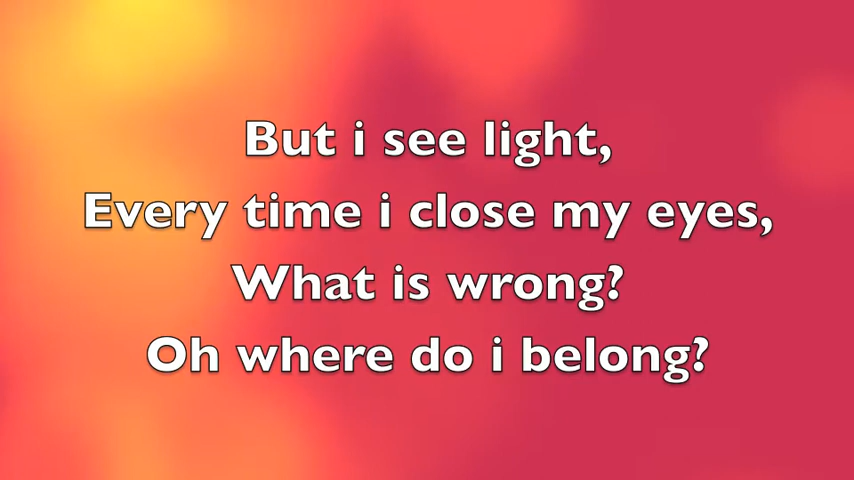 But i see light,
Every time i close my eyes,
What is wrong?
Oh where do i belong?